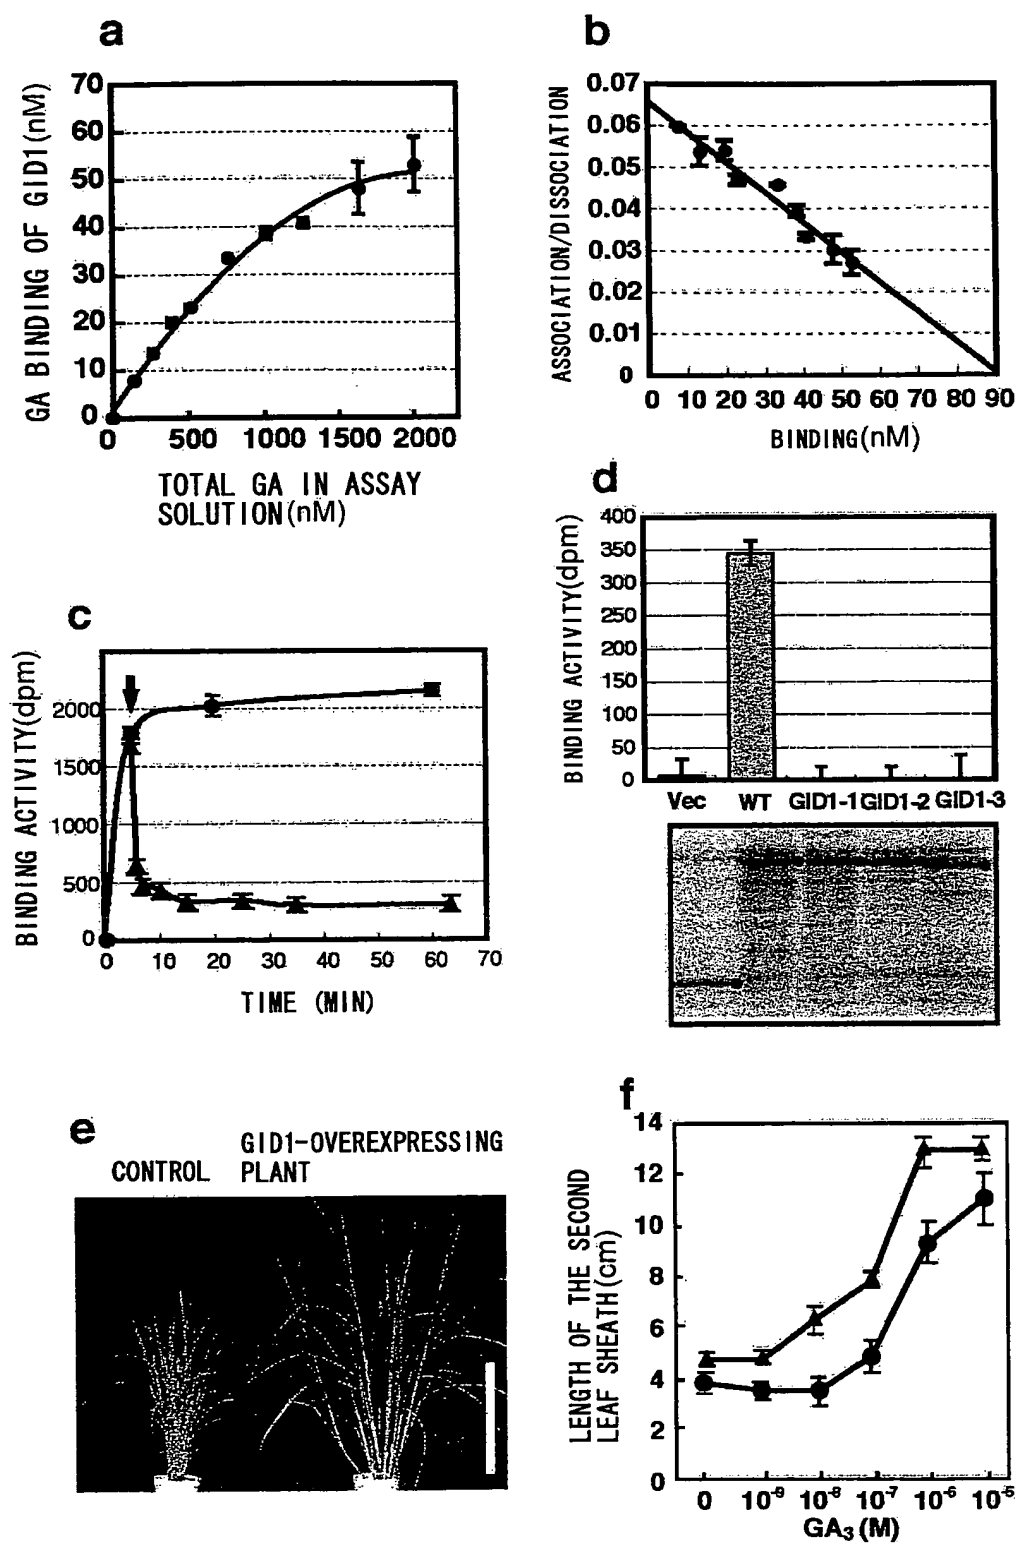 a
70
60
50
40
30
20
10
0
GA BINDING OF GID1(nM)
0 500 1000 1500 2000
TOTAL GA IN ASSAY
SOLUTION(nM)
b
0.07
0.06
0.05
0.04
0.03
0.02
0.01
0
ASSOCIATION/DISSOCIATION
0 10 20 30 40 50 60 70 80 90
BINDING(nM)
c
2000
1500
1000
500
0
BINDING ACTIVITY(dpm)
0 10 20 30 40 50 60 70
TIME (MIN)
d
400
350
300
250
200
150
100
50
0
BINDING ACTIVITY(dpm)
Vec WT GID1-1 GID1-2 GID1-3
e
CONTROL
GID1-OVEREXPRESSING
PLANT
f
14
12
10
8
6
4
2
0
LENGTH OF THE SECOND
LEAF SHEATH(cm)
0 10⁻⁹ 10⁻⁸ 10⁻⁷ 10⁻⁶ 10⁻⁵
GA₃(M)